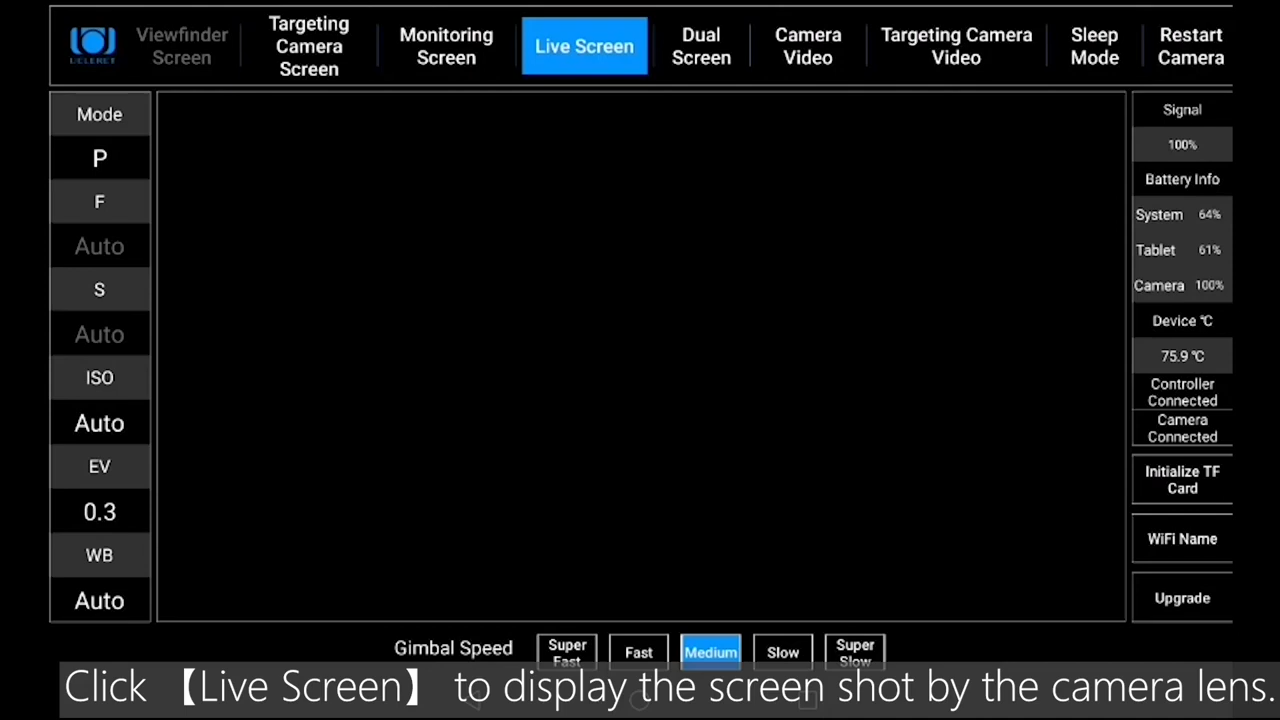 Viewfinder
Screen
Targeting
Camera
Screen
Monitoring
Screen
Live Screen
Dual
Screen
Camera
Video
Targeting Camera
Video
Sleep
Mode
Restart
Camera
Mode
P
F
Auto
S
Auto
ISO
Auto
EV
0.3
WB
Auto
Signal
100%
Battery Info
System 64%
Tablet 61%
Camera 100%
Device ℃
75.9 ℃
Controller
Connected
Camera
Connected
Initialize TF
Card
WiFi Name
Upgrade
Gimbal Speed
Super
Fast
Fast
Medium
Slow
Super
Slow
Click 【Live Screen】 to display the screen shot by the camera lens.